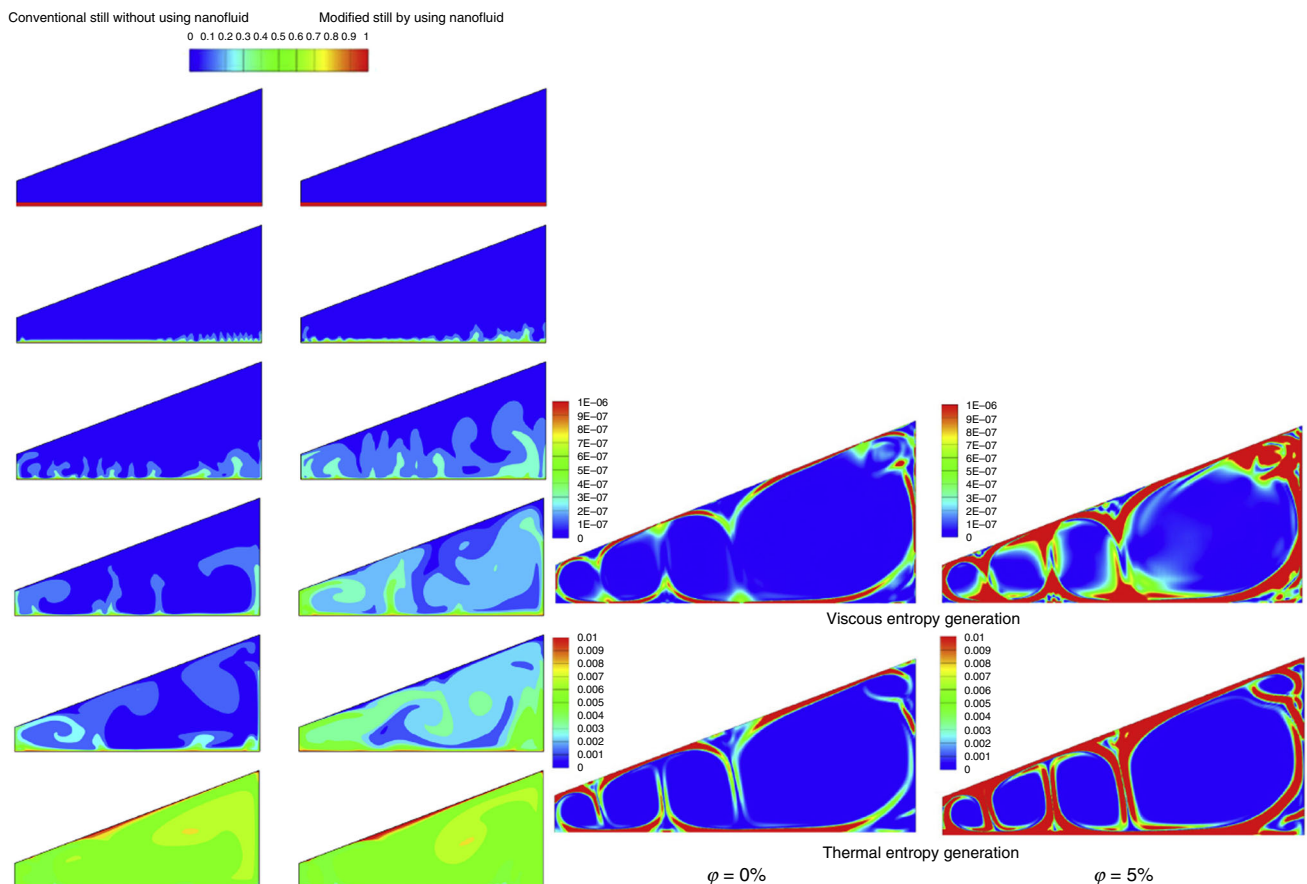 Conventional still without using nanofluid
Modified still by using nanofluid
0 0.1 0.2 0.3 0.4 0.5 0.6 0.7 0.8 0.9 1
1E–06
9E–07
8E–07
7E–07
6E–07
5E–07
4E–07
3E–07
2E–07
1E–07
1E–06
9E–07
8E–07
7E–07
6E–07
5E–07
4E–07
3E–07
2E–07
1E–07
Viscous entropy generation
0.01
0.009
0.008
0.007
0.006
0.005
0.004
0.003
0.002
0.001
0
0.01
0.009
0.008
0.007
0.006
0.005
0.004
0.003
0.002
0.001
0
Thermal entropy generation
φ = 0%
φ = 5%